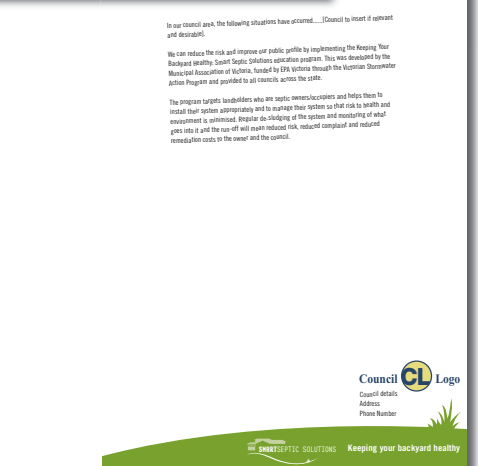 In our council area, the following situations have occurred......[Council to insert if relevant
and desirable].
We can reduce the risk and improve our public profile by implementing the Keeping Your
Backyard Healthy: Smart Septic Solutions education program. This was developed by the
Municipal Association of Victoria, funded by EPA Victoria through the Victorian Stormwater
Action Program and provided to all councils across the state.
The program targets landholders who are septic owners/occupiers and helps them to
install their system appropriately and to manage their system so that risk to health and
environment is minimised. Regular de-sludging of the system and monitoring of what
goes into it and the run-off will mean reduced risk, reduced complaint and reduced
remediation costs to the owner and the council.
Council CL Logo
Council details
Address
Phone Number
SMARTSEPTIC SOLUTIONS Keeping your backyard healthy